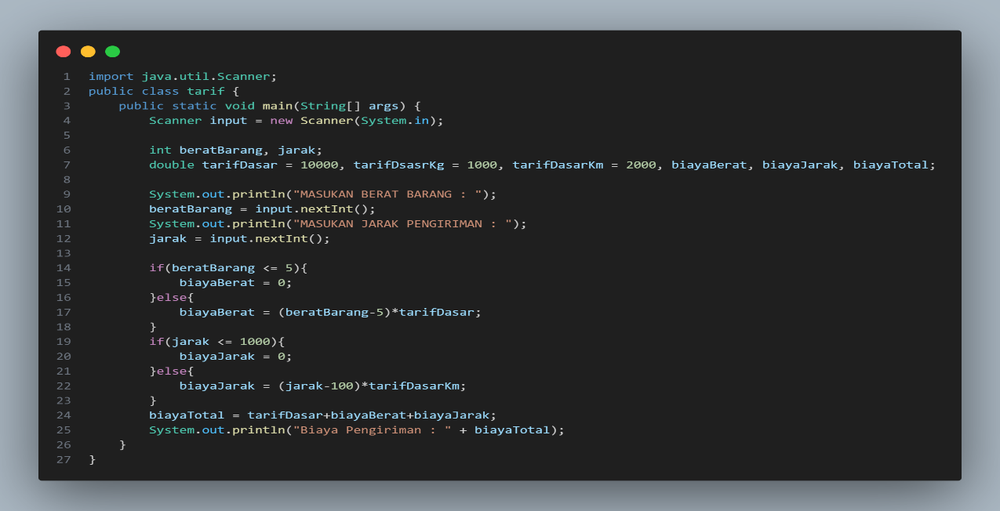 1 import java.util.Scanner;
2 public class tarif {
3     public static void main(String[] args) {
4         Scanner input = new Scanner(System.in);
5
6         int beratBarang, jarak;
7         double tarifDasar = 10000, tarifDsasrKg = 1000, tarifDasarKm = 2000, biayaBerat, biayaJarak, biayaTotal;
8
9         System.out.println("MASUKAN BERAT BARANG : ");
10         beratBarang = input.nextInt();
11         System.out.println("MASUKAN JARAK PENGIRIMAN : ");
12         jarak = input.nextInt();
13
14         if(beratBarang <= 5){
15             biayaBerat = 0;
16         }else{
17             biayaBerat = (beratBarang-5)*tarifDasar;
18         }
19         if(jarak <= 1000){
20             biayaJarak = 0;
21         }else{
22             biayaJarak = (jarak-100)*tarifDasarKm;
23         }
24         biayaTotal = tarifDasar+biayaBerat+biayaJarak;
25         System.out.println("Biaya Pengiriman : " + biayaTotal);
26     }
27 }